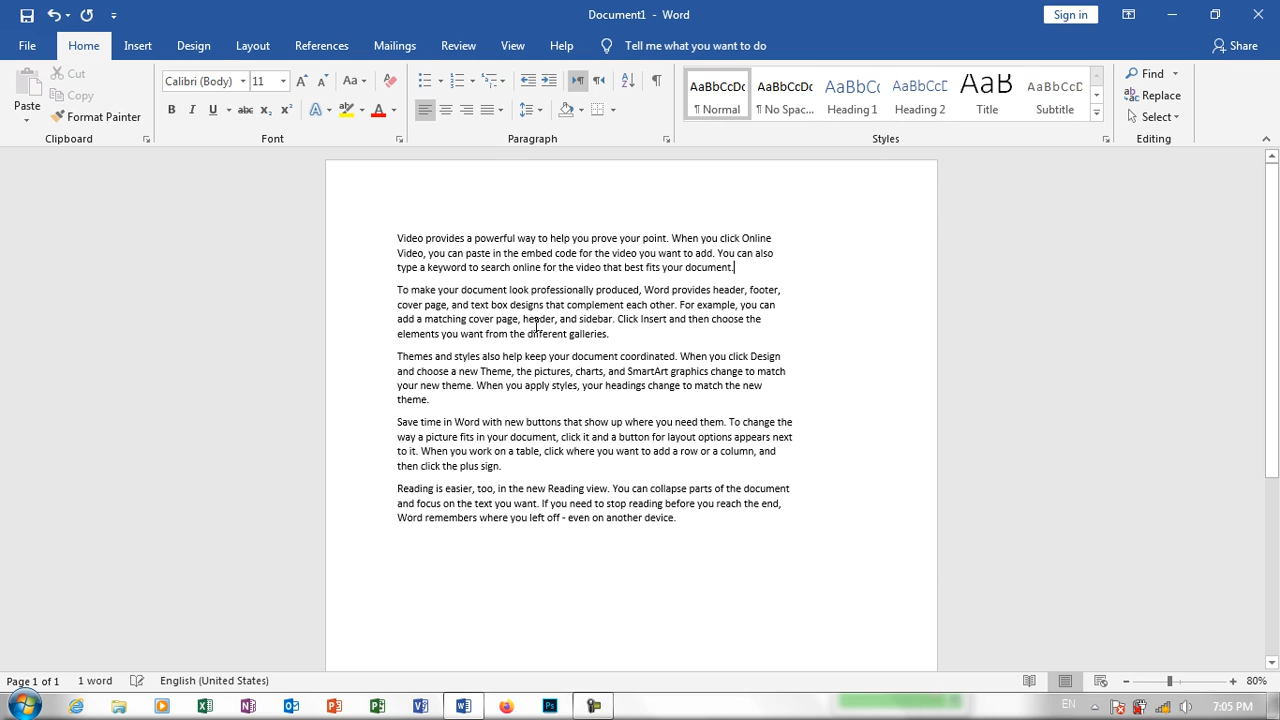 Document1 - Word
Sign in
File Home Insert Design Layout References Mailings Review View Help Tell me what you want to do Share
Paste
Cut
Copy
Format Painter
Clipboard
Calibri (Body) 11
Aa
B I U abc X2 X2
A A
Font
Paragraph
AaBbCcDc AaBbCcDc AaBbCc AaBbCcD AaB AaBbCcD
¶ Normal ¶ No Spac... Heading 1 Heading 2 Title Subtitle
Styles
Find
Replace
Select
Editing
Video provides a powerful way to help you prove your point. When you click Online
Video, you can paste in the embed code for the video you want to add. You can also
type a keyword to search online for the video that best fits your document.
To make your document look professionally produced, Word provides header, footer,
cover page, and text box designs that complement each other. For example, you can
add a matching cover page, header, and sidebar. Click Insert and then choose the
elements you want from the different galleries.
Themes and styles also help keep your document coordinated. When you click Design
and choose a new Theme, the pictures, charts, and SmartArt graphics change to match
your new theme. When you apply styles, your headings change to match the new
theme.
Save time in Word with new buttons that show up where you need them. To change the
way a picture fits in your document, click it and a button for layout options appears next
to it. When you work on a table, click where you want to add a row or a column, and
then click the plus sign.
Reading is easier, too, in the new Reading view. You can collapse parts of the document
and focus on the text you want. If you need to stop reading before you reach the end,
Word remembers where you left off - even on another device.
Page 1 of 1 1 word English (United States) 80%
EN 7:05 PM